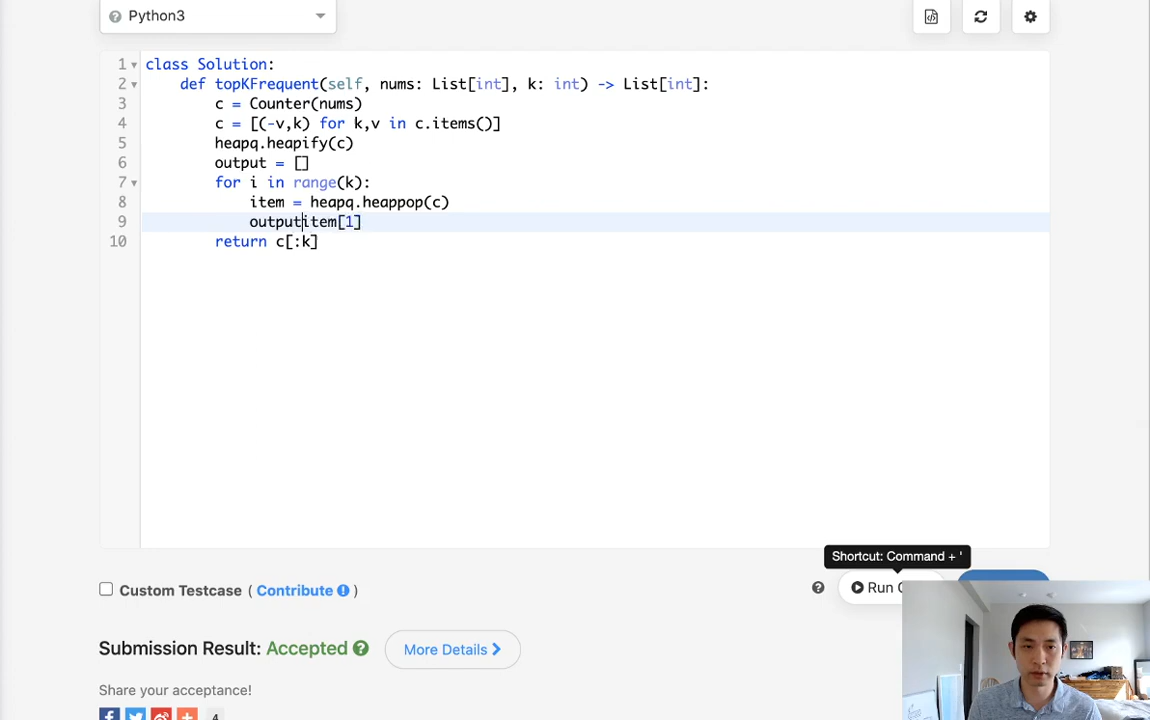 Python3
1 class Solution:
2 def topKFrequent(self, nums: List[int], k: int) -> List[int]:
3 c = Counter(nums)
4 c = [(-v,k) for k,v in c.items()]
5 heapq.heapify(c)
6 output = []
7 for i in range(k):
8 item = heapq.heappop(c)
9 outputitem[1]
10 return c[:k]
Shortcut: Command + '
Custom Testcase ( Contribute )
Run C
Submission Result: Accepted
More Details
Share your acceptance!
4